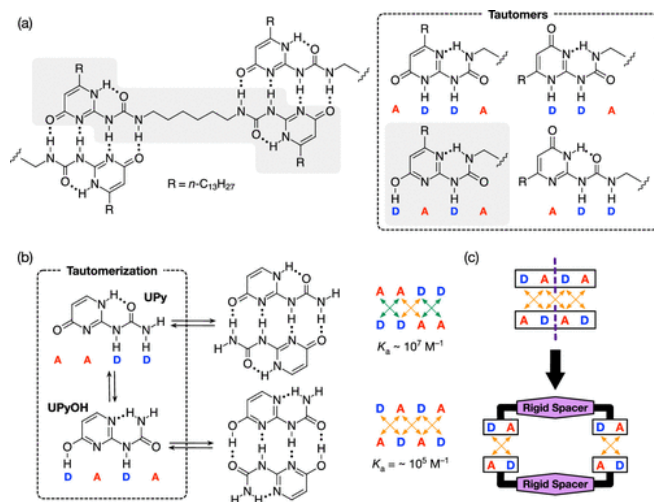 (a)
Tautomers
R
H
N
N
O
O
N
H
N
H
R = n-C13H27
A D D A
D D A
D A D A
A D D
(b)
Tautomerization
UPy
A A D D
UPyOH
D A D A
A A D D
D D A A
Ka ~ 10^7 M^−1
D A D A
A D A D
Ka = ~ 10^5 M^−1
(c)
D A D A
A D A D
Rigid Spacer
D A
D A
A D
A D
Rigid Spacer